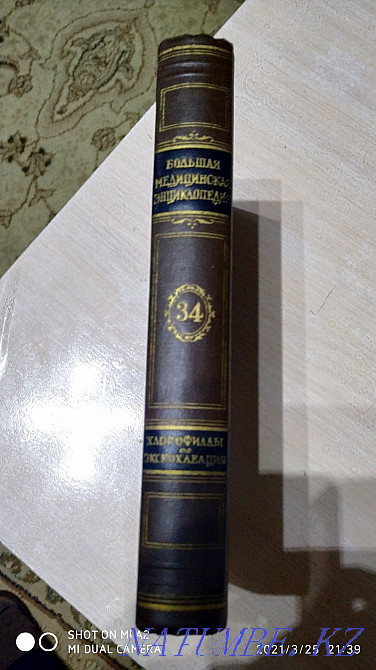 БОЛЬШАЯ
МЕДИЦИНСКАЯ
ЭНЦИКЛОПЕДИЯ
34
ХЛОРОФИЛЛЫ
ЭКСКОХЛЕАЦИЯ
SHOT ON MI A2
MI DUAL CAMERA
2021/3/25 21:39
YATUMBE.KZ